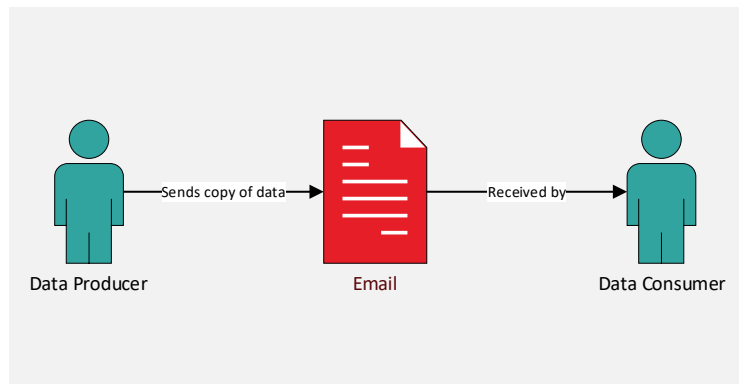 Sends copy of data
Received by
Data Producer
Email
Data Consumer